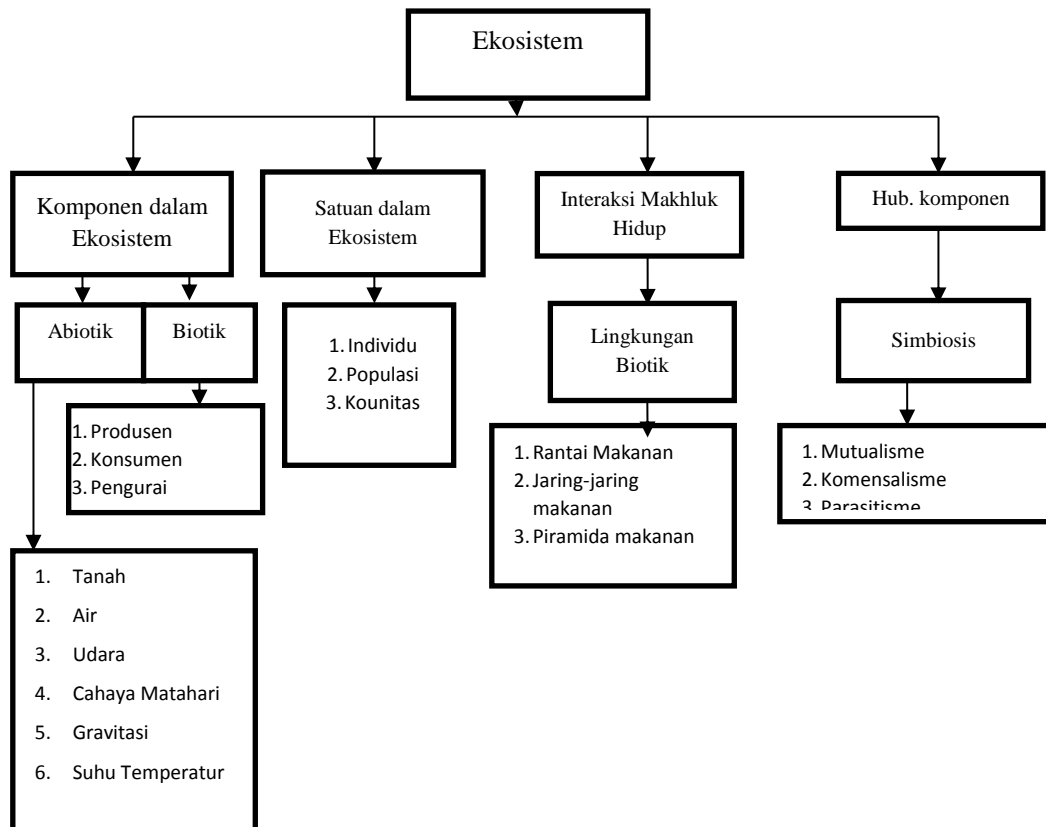 Ekosistem
Komponen dalam
Ekosistem
Satuan dalam
Ekosistem
Interaksi Makhluk
Hidup
Hub. komponen
Abiotik
Biotik
1. Individu
2. Populasi
3. Kounitas
Lingkungan
Biotik
Simbiosis
1. Produsen
2. Konsumen
3. Pengurai
1. Rantai Makanan
2. Jaring-jaring
makanan
3. Piramida makanan
1. Mutualisme
2. Komensalisme
3. Parasitisme
1. Tanah
2. Air
3. Udara
4. Cahaya Matahari
5. Gravitasi
6. Suhu Temperatur